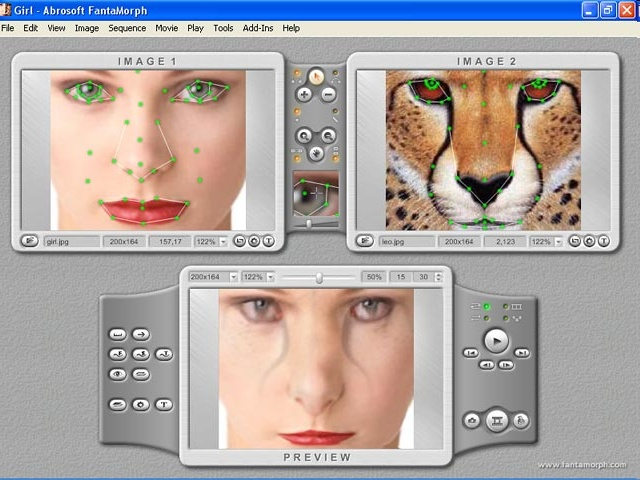 Girl - Abrosoft FantaMorph
File Edit View Image Sequence Movie Play Tools Add-Ins Help
IMAGE 1
IMAGE 2
girl.jpg 200x164 157,17 122%
leo.jpg 200x164 2,123 122%
200x164 122% 50% 15 30
PREVIEW
www.fantamorph.com